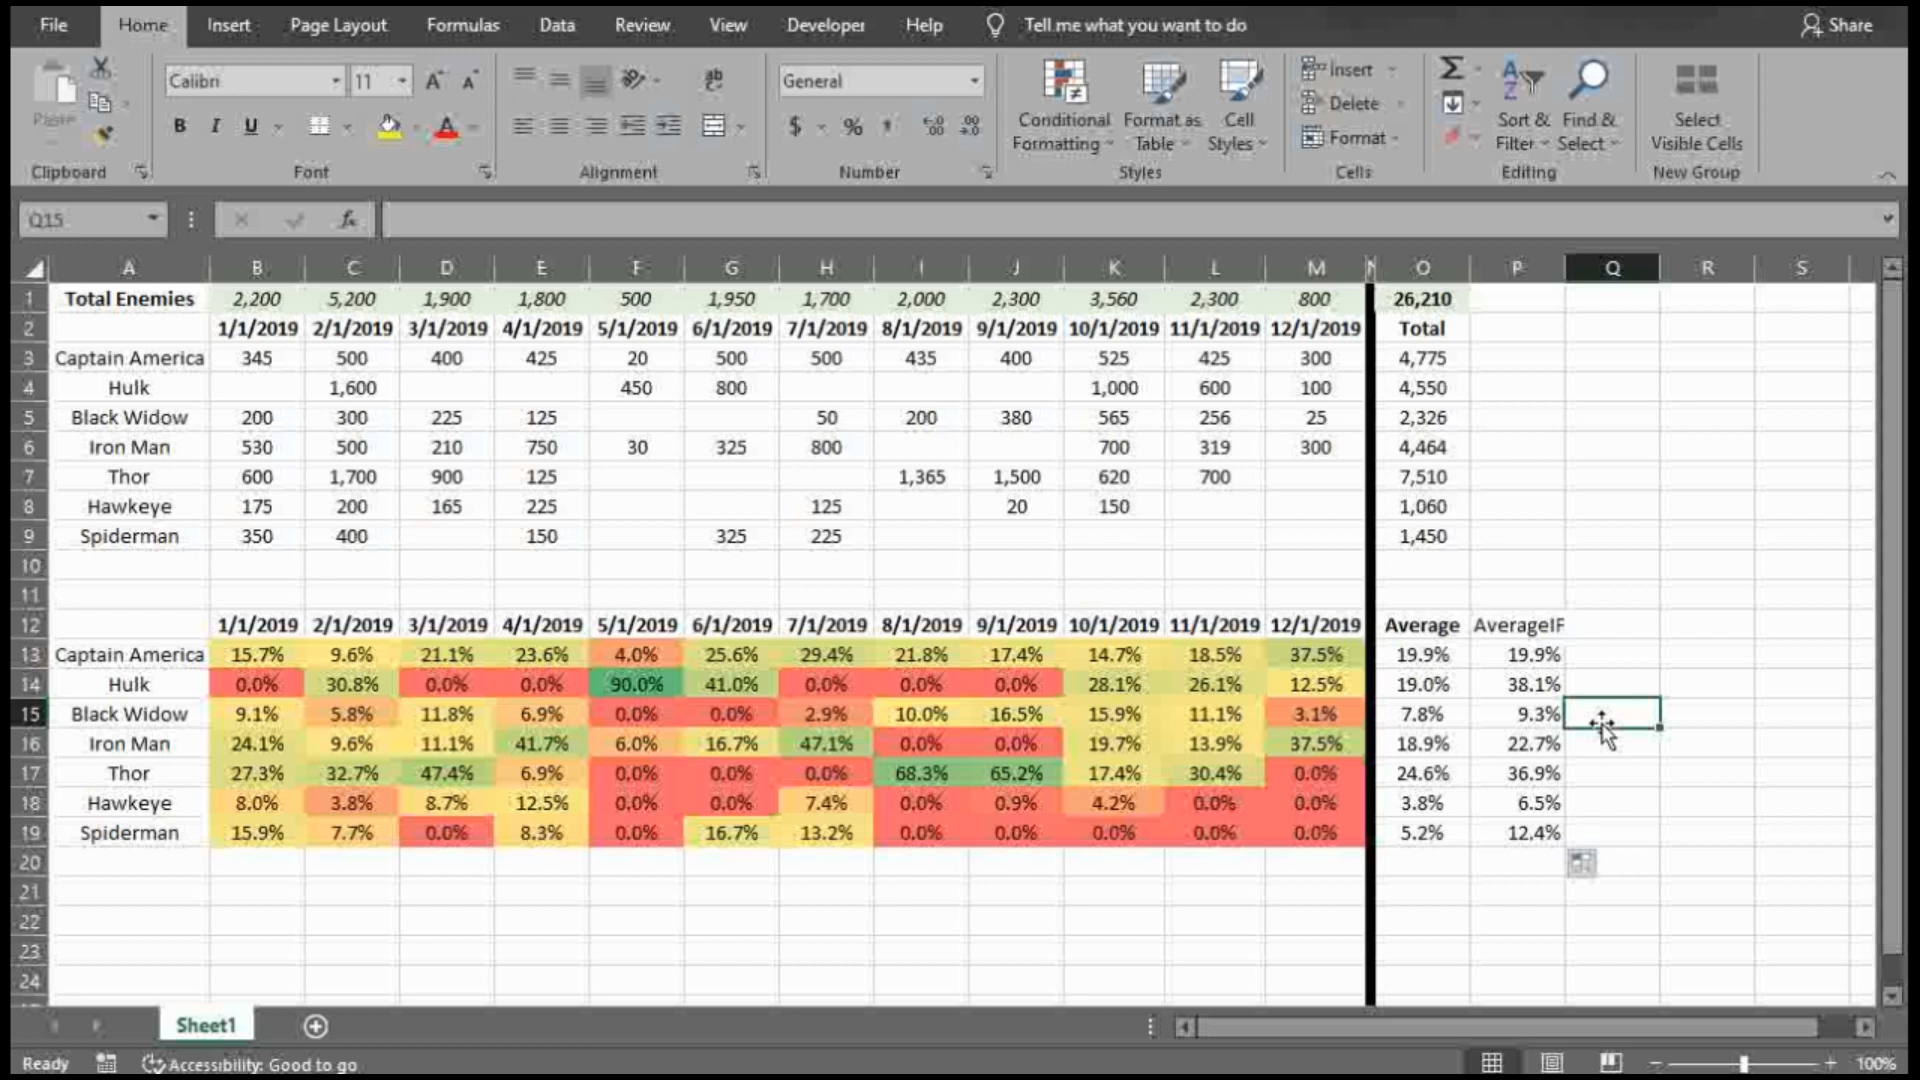 File Home Insert Page Layout Formulas Data Review View Developer Help Tell me what you want to do Share
Calibri 11 General
Paste
B I U $ %
Conditional Formatting Format as Table Cell Styles
Insert
Delete
Format
Sort & Filter Find & Select
Select Visible Cells
Clipboard Font Alignment Number Styles Cells Editing New Group
Q15 fx
A B C D E F G H I J K L M N O P Q R S
1 Total Enemies 2,200 5,200 1,900 1,800 500 1,950 1,700 2,000 2,300 3,560 2,300 800 26,210
2 1/1/2019 2/1/2019 3/1/2019 4/1/2019 5/1/2019 6/1/2019 7/1/2019 8/1/2019 9/1/2019 10/1/2019 11/1/2019 12/1/2019 Total
3 Captain America 345 500 400 425 20 500 500 435 400 525 425 300 4,775
4 Hulk 1,600 450 800 1,000 600 100 4,550
5 Black Widow 200 300 225 125 50 200 380 565 256 25 2,326
6 Iron Man 530 500 210 750 30 325 800 700 319 300 4,464
7 Thor 600 1,700 900 125 1,365 1,500 620 700 7,510
8 Hawkeye 175 200 165 225 125 20 150 1,060
9 Spiderman 350 400 150 325 225 1,450
10
11
12 1/1/2019 2/1/2019 3/1/2019 4/1/2019 5/1/2019 6/1/2019 7/1/2019 8/1/2019 9/1/2019 10/1/2019 11/1/2019 12/1/2019 Average AverageIF
13 Captain America 15.7% 9.6% 21.1% 23.6% 4.0% 25.6% 29.4% 21.8% 17.4% 14.7% 18.5% 37.5% 19.9% 19.9%
14 Hulk 0.0% 30.8% 0.0% 0.0% 90.0% 41.0% 0.0% 0.0% 0.0% 28.1% 26.1% 12.5% 19.0% 38.1%
15 Black Widow 9.1% 5.8% 11.8% 6.9% 0.0% 0.0% 2.9% 10.0% 16.5% 15.9% 11.1% 3.1% 7.8% 9.3%
16 Iron Man 24.1% 9.6% 11.1% 41.7% 6.0% 16.7% 47.1% 0.0% 0.0% 19.7% 13.9% 37.5% 18.9% 22.7%
17 Thor 27.3% 32.7% 47.4% 6.9% 0.0% 0.0% 0.0% 68.3% 65.2% 17.4% 30.4% 0.0% 24.6% 36.9%
18 Hawkeye 8.0% 3.8% 8.7% 12.5% 0.0% 0.0% 7.4% 0.0% 0.9% 4.2% 0.0% 0.0% 3.8% 6.5%
19 Spiderman 15.9% 7.7% 0.0% 8.3% 0.0% 16.7% 13.2% 0.0% 0.0% 0.0% 0.0% 0.0% 5.2% 12.4%
20
21
22
23
24
Sheet1
Ready Accessibility: Good to go 100%